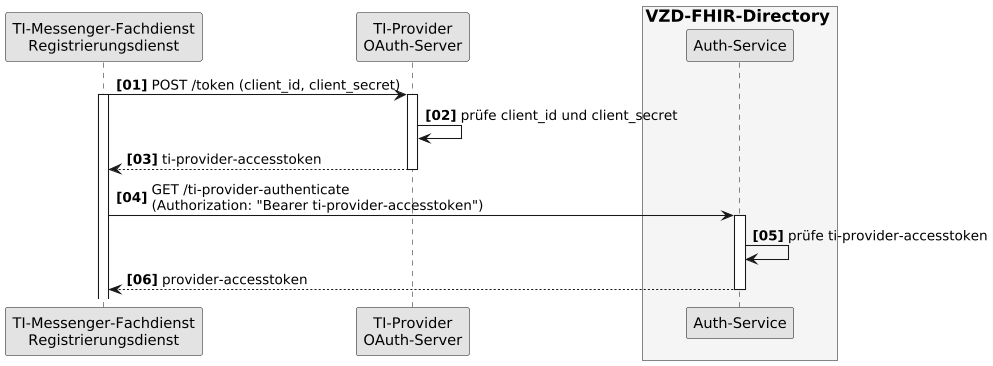 VZD-FHIR-Directory
TI-Messenger-Fachdienst
Registrierungsdienst
TI-Provider
OAuth-Server
Auth-Service
[01] POST /token (client_id, client_secret)
[02] prüfe client_id und client_secret
[03] ti-provider-accesstoken
[04] GET /ti-provider-authenticate
(Authorization: "Bearer ti-provider-accesstoken")
[05] prüfe ti-provider-accesstoken
[06] provider-accesstoken
TI-Messenger-Fachdienst
Registrierungsdienst
TI-Provider
OAuth-Server
Auth-Service